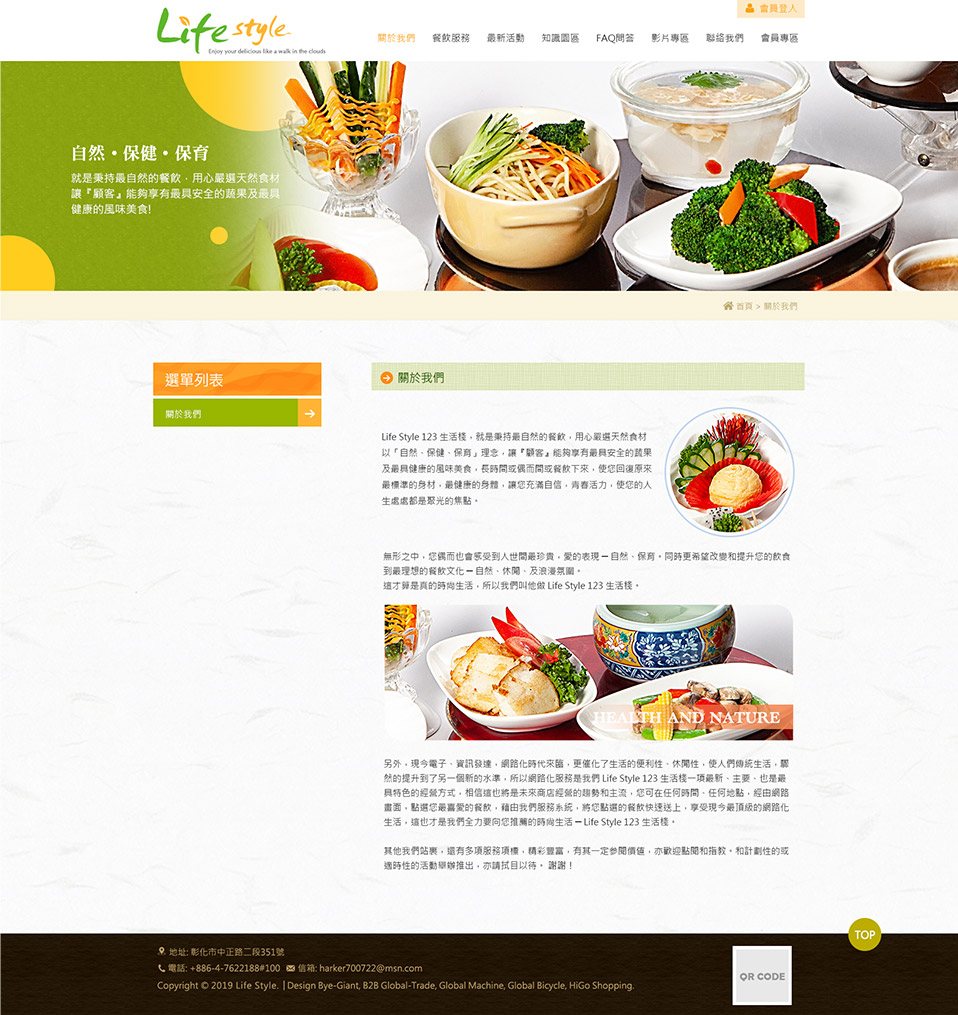 Life style
Enjoy your delicious like a walk in the clouds
會員登入
關於我們 餐飲服務 最新活動 知識園區 FAQ問答 影片專區 聯絡我們 會員專區
自然・保健・保育
就是秉持最自然的餐飲，用心嚴選天然食材
讓『顧客』能夠享有最具安全的蔬果及最具
健康的風味美食!
首頁 > 關於我們
選單列表
關於我們
關於我們
Life Style 123 生活棧，就是秉持最自然的餐飲，用心嚴選天然食材
以「自然、保健、保育」理念，讓『顧客』能夠享有最具安全的蔬果
及最具健康的風味美食，長時間或偶而間或餐飲下來，使您回復原來
最標準的身材，最健康的身體，讓您充滿自信，青春活力，使您的人
生處處都是聚光的焦點。
無形之中，您偶而也會感受到人世間最珍貴，愛的表現－自然、保育。同時更希望改變和提升您的飲食
到最理想的餐飲文化－自然、休閒、及浪漫氛圍。
這才算是真的時尚生活，所以我們叫他做 Life Style 123 生活棧。
HEALTH AND NATURE
另外，現今電子、資訊發達，網路化時代來臨，更催化了生活的便利性、休閒性，使人們傳統生活，驟
然的提升到了另一個新的水準，所以網路化服務是我們 Life Style 123 生活棧一項最新、主要、也是最
具特色的經營方式，相信這也將是未來商店經營的趨勢和主流，您可在任何時間、任何地點，經由網路
畫面，點選您最喜愛的餐飲，藉由我們服務系統，將您點選的餐飲快速送上，享受現今最頂級的網路化
生活，這也才是我們全力要向您推薦的時尚生活－Life Style 123 生活棧。
其他我們站裏，還有多項服務項標，精彩豐富，有其一定參閱價值，亦歡迎點閱和指教。和計劃性的或
適時性的活動舉辦推出，亦請拭目以待。 謝謝！
TOP
地址: 彰化市中正路二段351號
電話: +886-4-7622188#100 信箱: harker700722@msn.com
Copyright © 2019 Life Style. | Design Bye-Giant, B2B Global-Trade, Global Machine, Global Bicycle, HiGo Shopping.
QR CODE